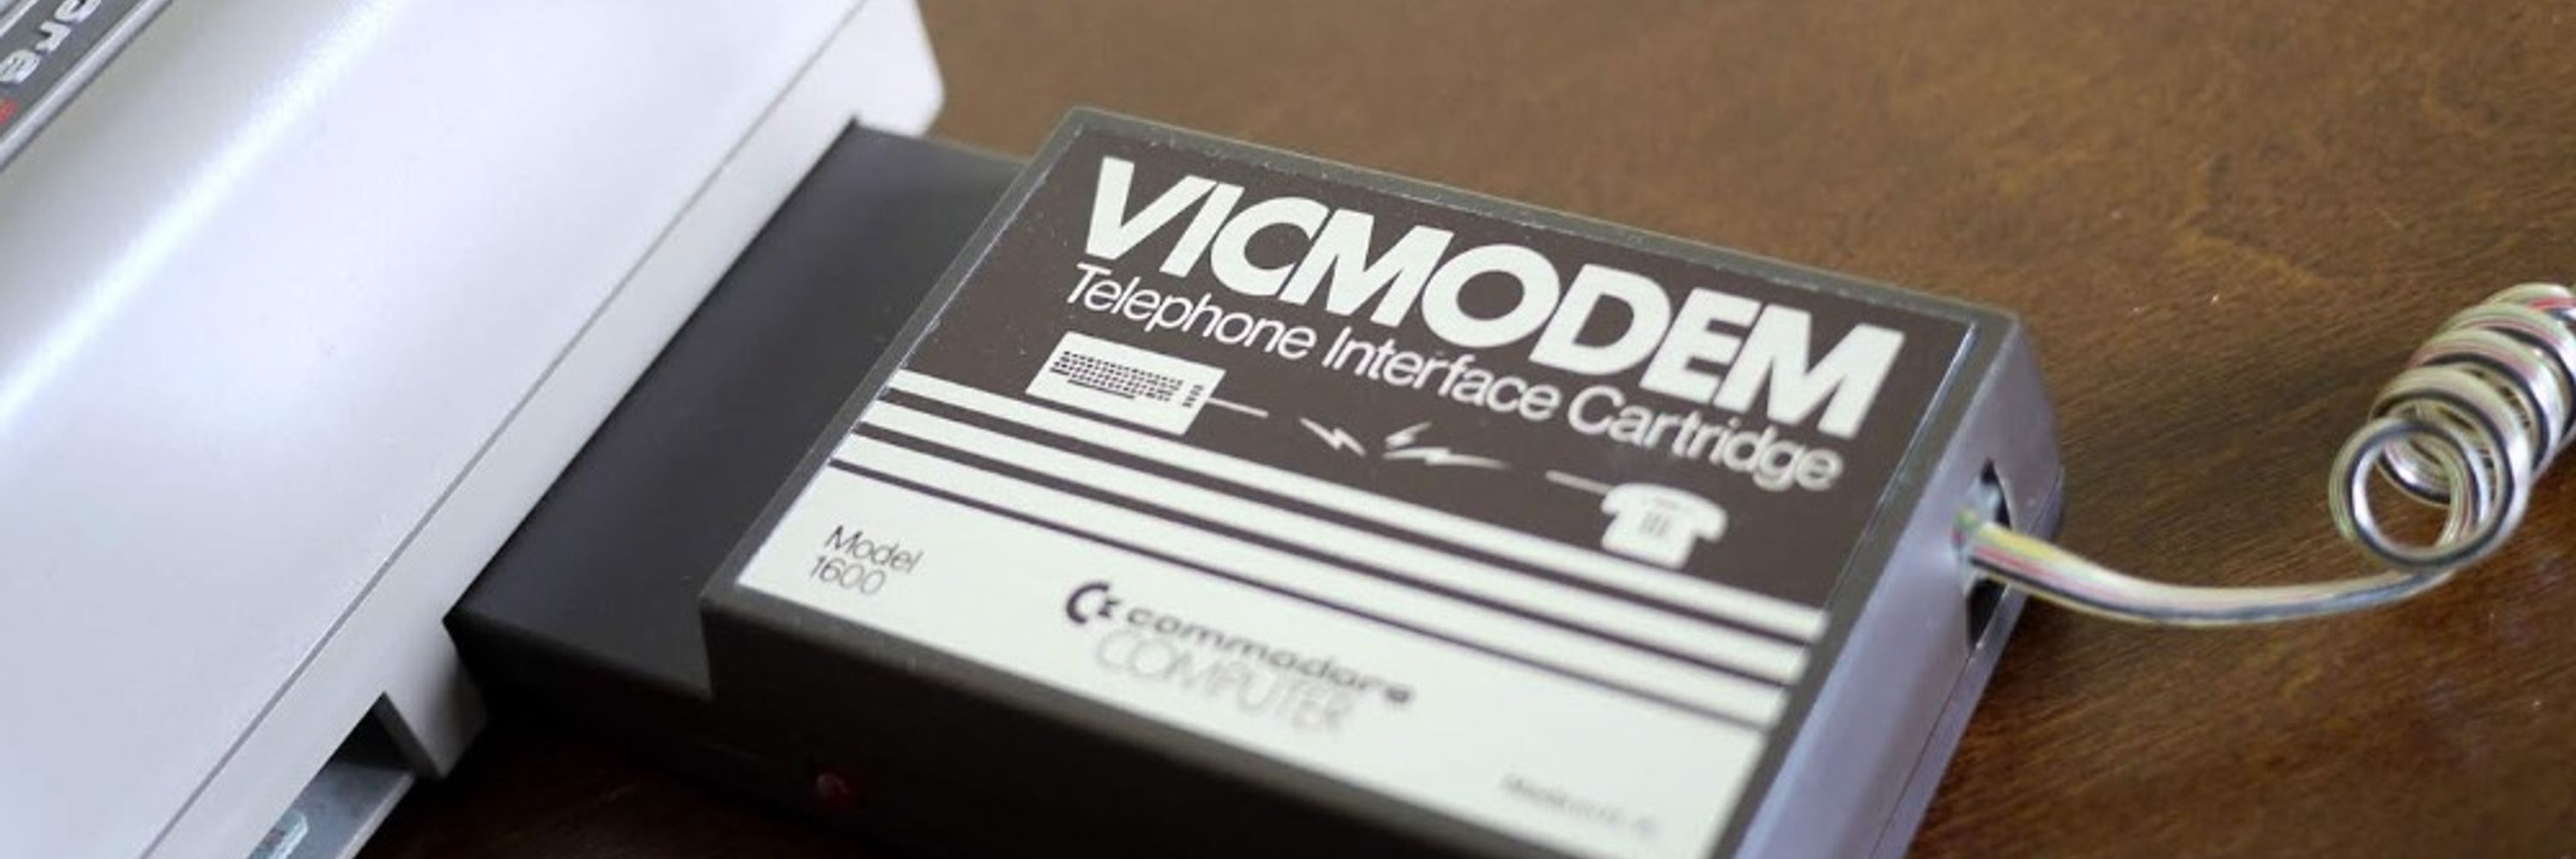 VICMODEM
Telephone Interface Cartridge
Model
1600
commodore
COMPUTER